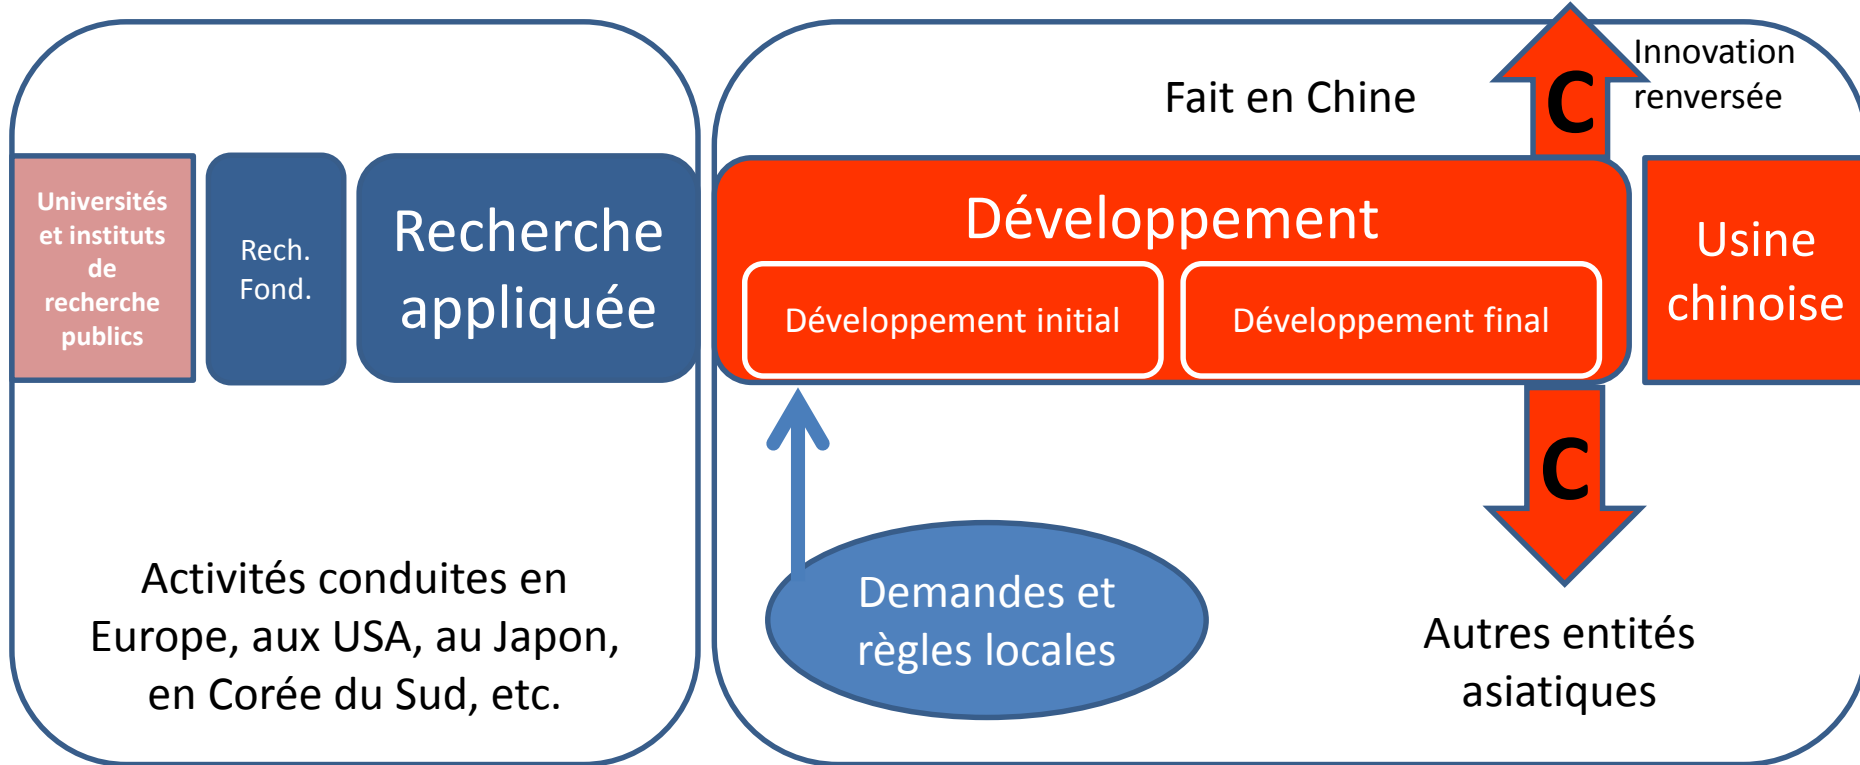 Universités
et instituts
de
recherche
publics
Rech.
Fond.
Recherche
appliquée
Activités conduites en
Europe, aux USA, au Japon,
en Corée du Sud, etc.
Fait en Chine
C
Innovation
renversée
Développement
Développement initial
Développement final
Usine
chinoise
C
Demandes et
règles locales
Autres entités
asiatiques